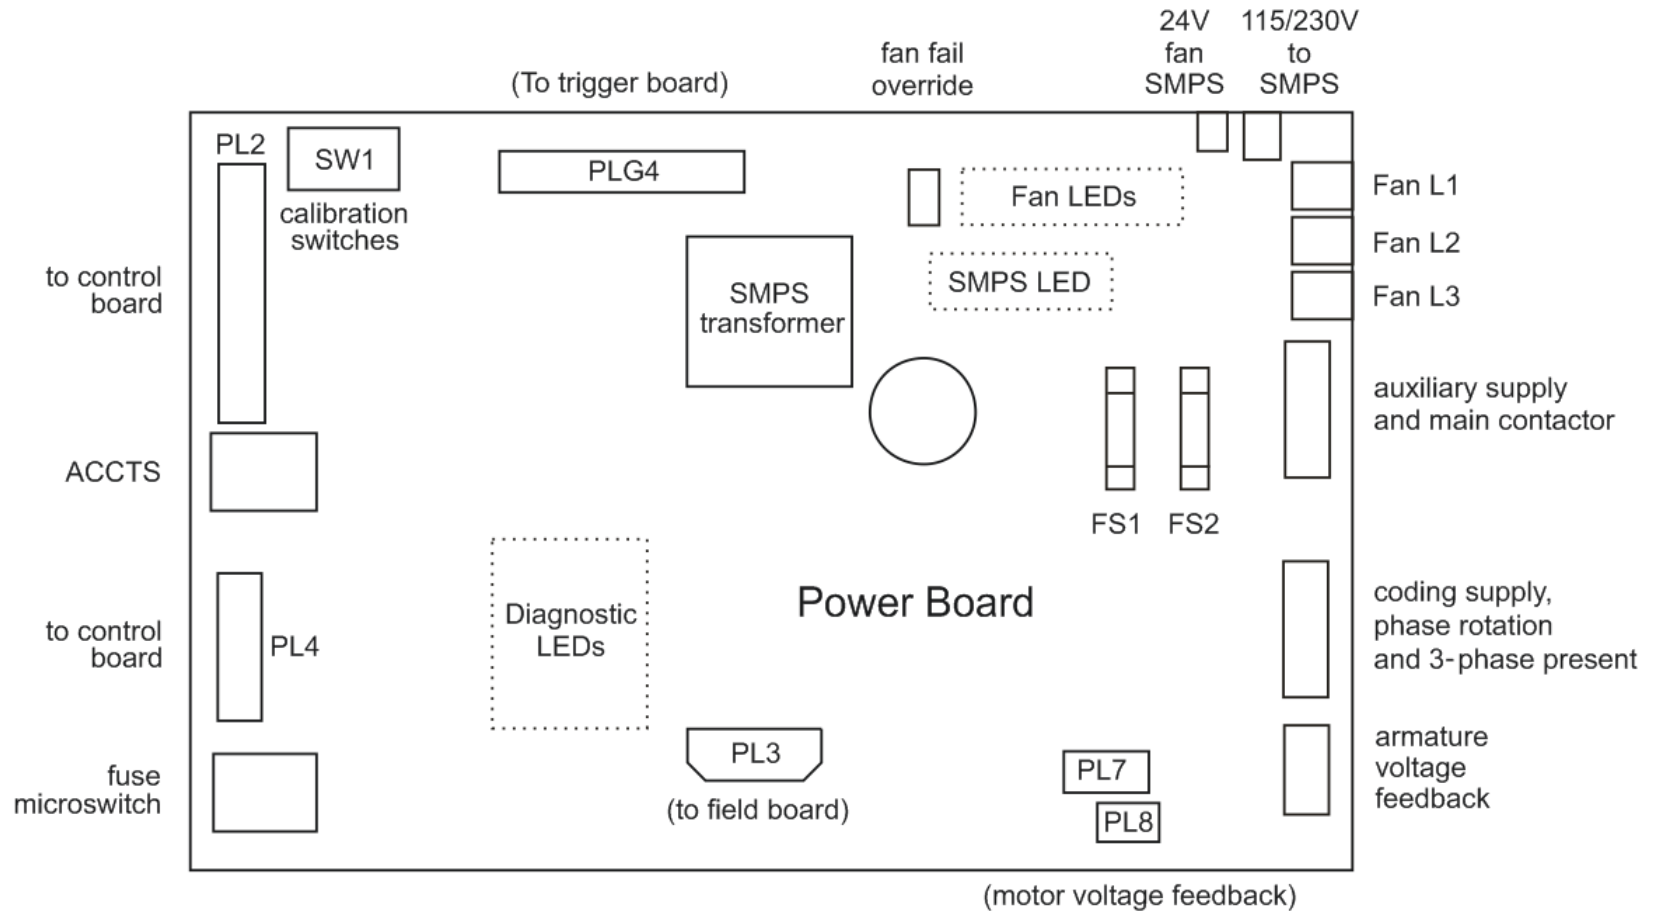 24V
fan
SMPS
115/230V
to
SMPS
fan fail
override
(To trigger board)
PL2
SW1
calibration
switches
PLG4
Fan LEDs
Fan L1
Fan L2
Fan L3
SMPS LED
SMPS
transformer
to control
board
auxiliary supply
and main contactor
ACCTS
FS1
FS2
Power Board
coding supply,
phase rotation
and 3-phase present
Diagnostic
LEDs
to control
board
PL4
PL3
(to field board)
PL7
PL8
armature
voltage
feedback
fuse
microswitch
(motor voltage feedback)